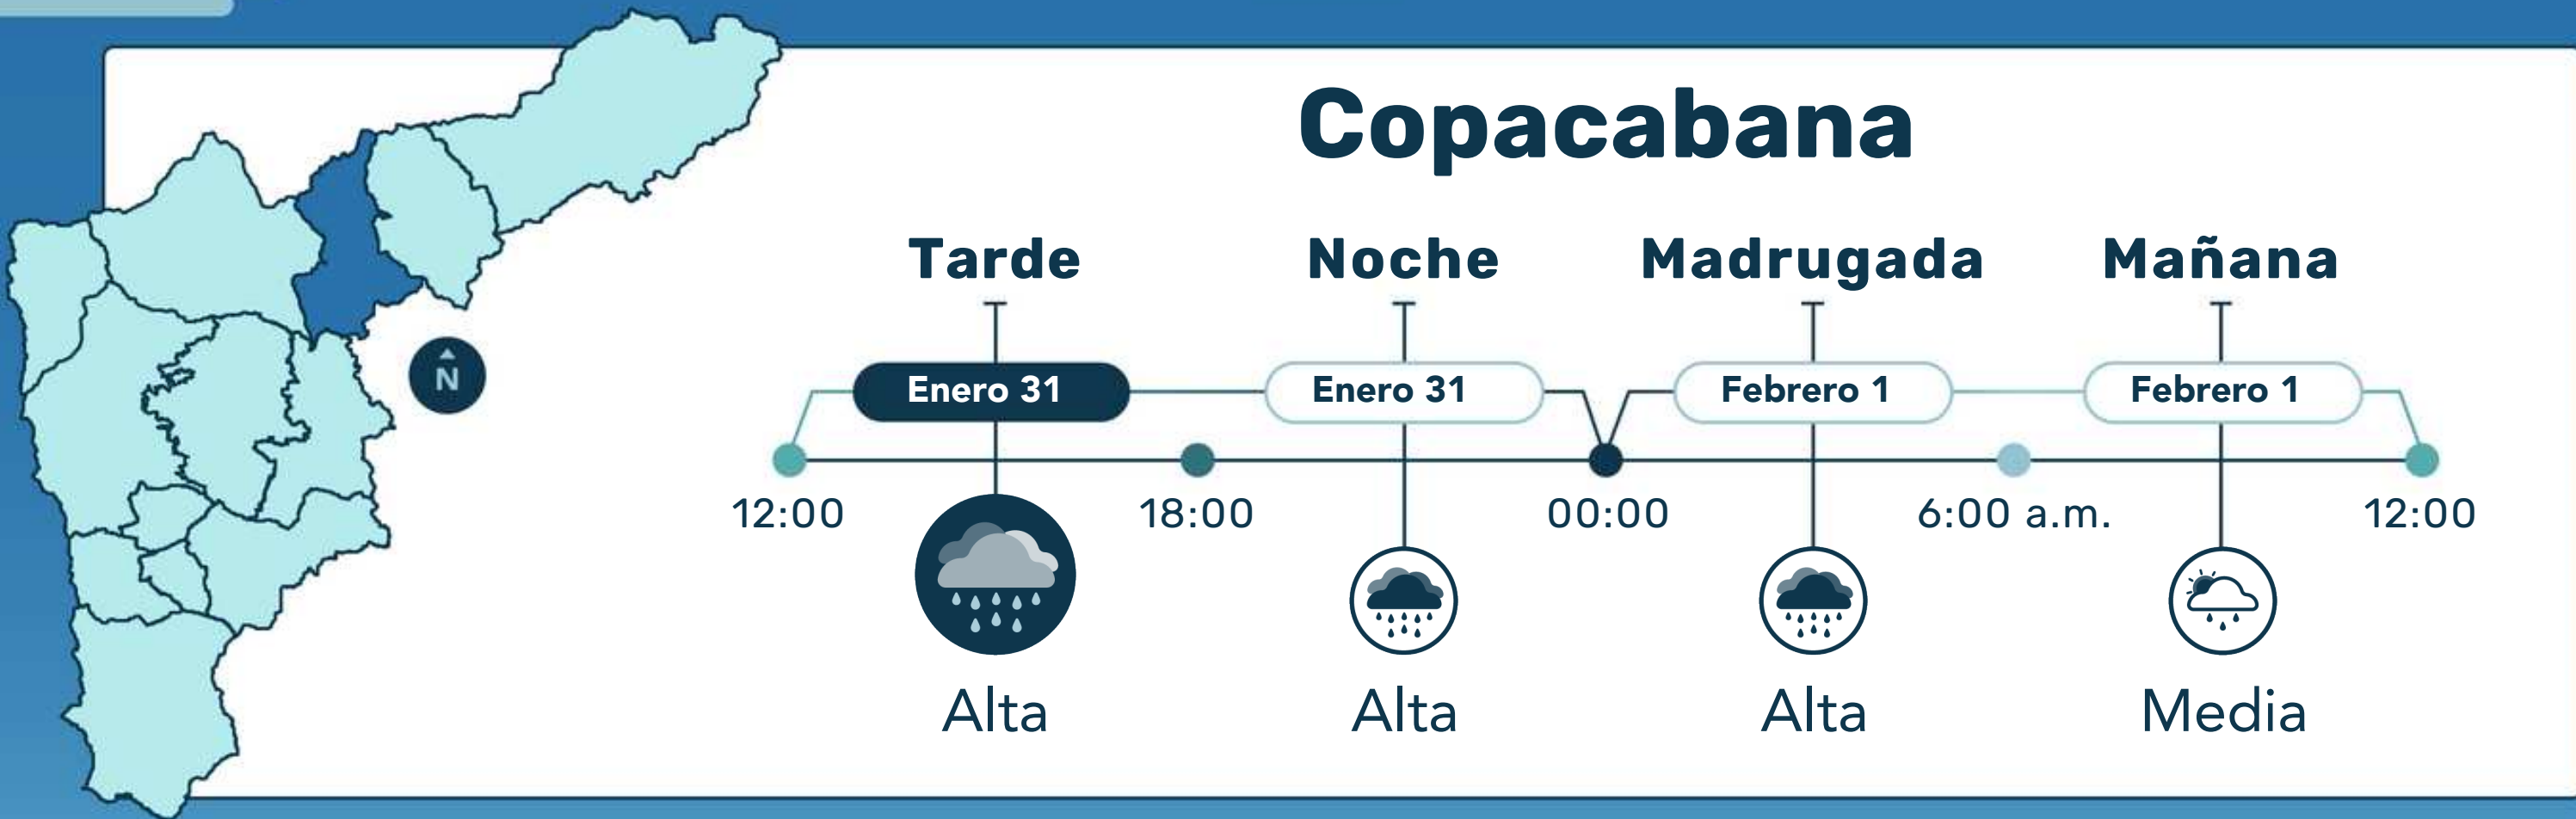 Copacabana
Tarde Noche Madrugada Mañana
Enero 31 Enero 31 Febrero 1 Febrero 1
N
12:00 18:00 00:00 6:00 a.m. 12:00
Alta Alta Alta Media